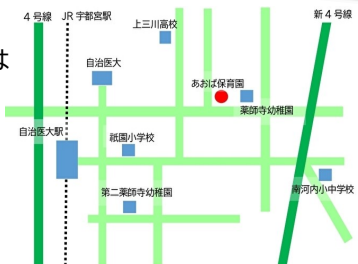 4号線 JR 宇都宮駅
新4号線
上三川高校
は
自治医大
あおば保育園
薬師寺幼稚園
自治医大駅
祇園小学校
第二薬師寺幼稚園
南河内小中学校